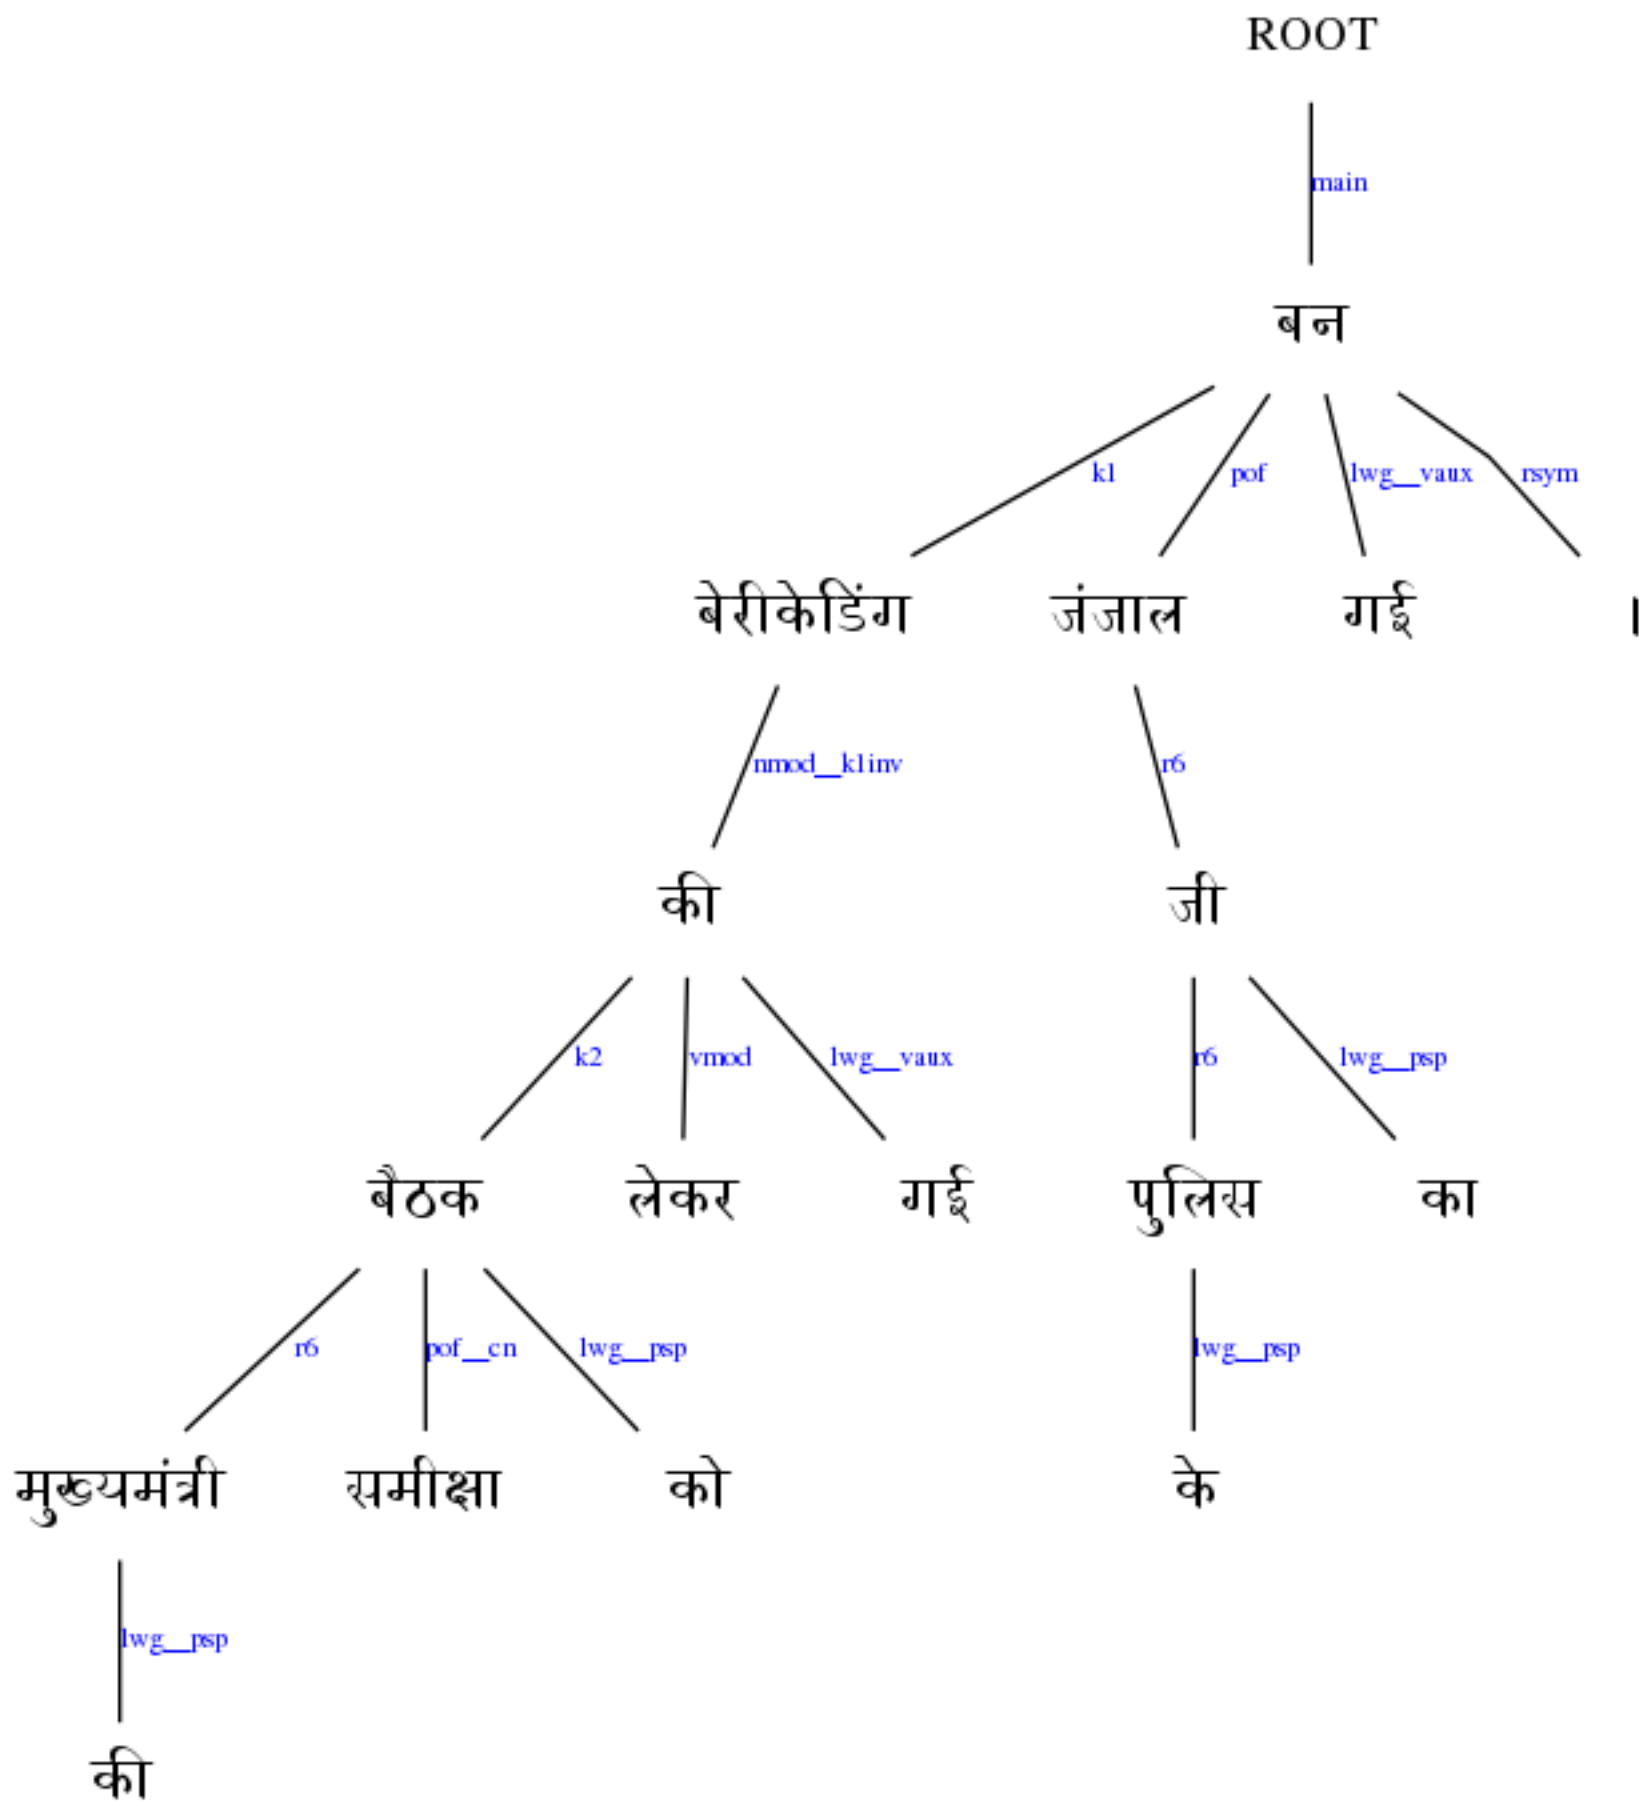 ROOT
main
बन
k1 pof lwg__vaux rsym
बेरीकेडिंग जंजाल गई ।
nmod__k1inv r6
की जी
k2 vmod lwg__vaux r6 lwg__psp
बैठक लेकर गई पुलिस का
r6 pof__cn lwg__psp lwg__psp
मुख्यमंत्री समीक्षा को के
lwg__psp
की